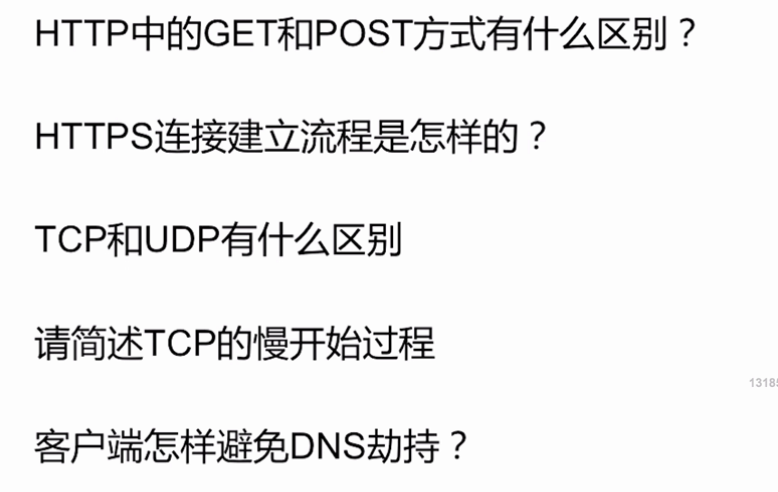 HTTP中的GET和POST方式有什么区别？
HTTPS连接建立流程是怎样的？
TCP和UDP有什么区别
请简述TCP的慢开始过程
13185
客户端怎样避免DNS劫持？